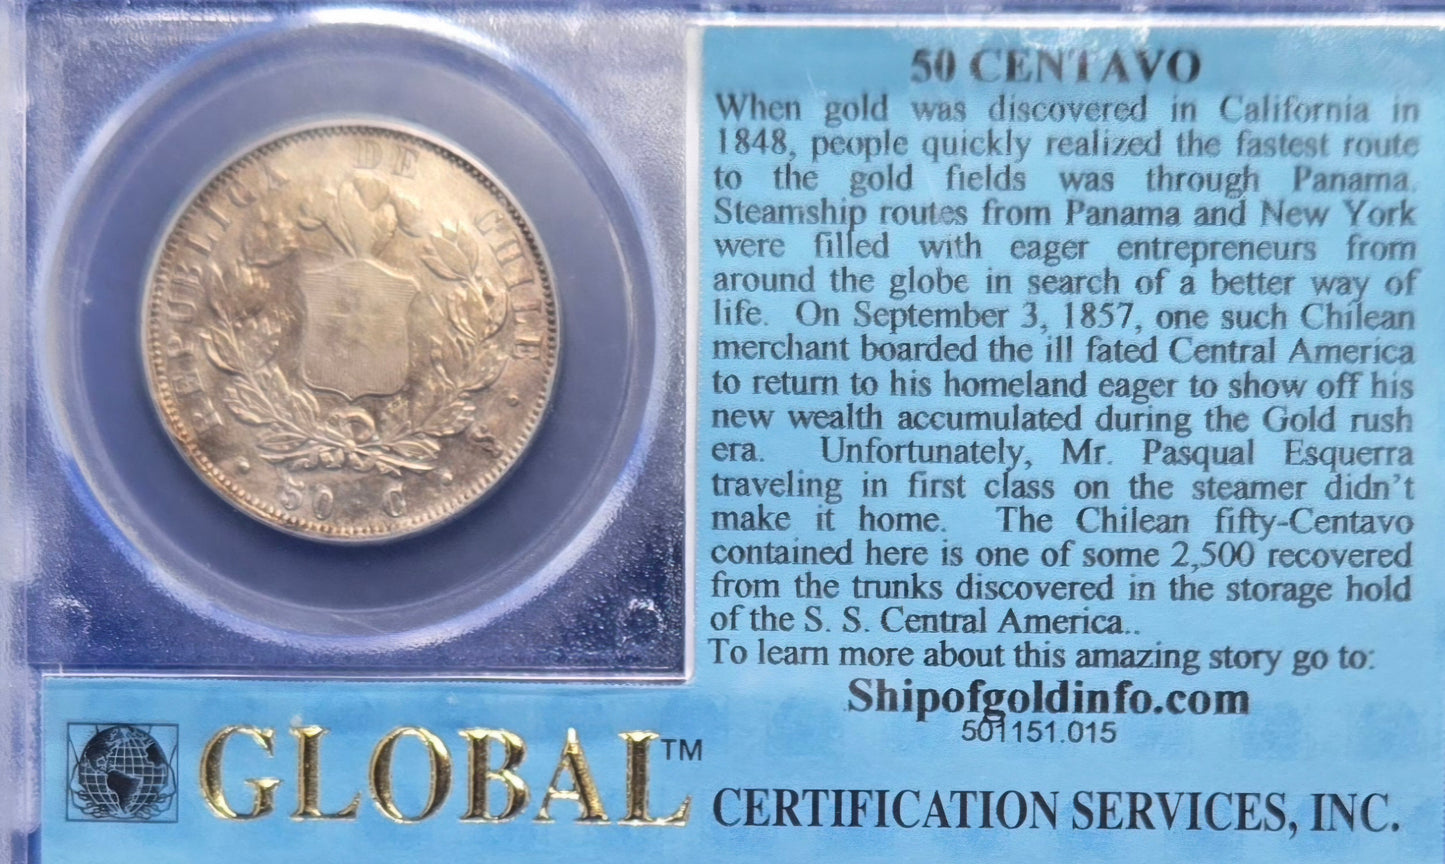 REPUBLICA DE CHILE
S
50 C
50 CENTAVO
When gold was discovered in California in
1848, people quickly realized the fastest route
to the gold fields was through Panama.
Steamship routes from Panama and New York
were filled with eager entrepreneurs from
around the globe in search of a better way of
life. On September 3, 1857, one such Chilean
merchant boarded the ill fated Central America
to return to his homeland eager to show off his
new wealth accumulated during the Gold rush
era. Unfortunately, Mr. Pasqual Esquerra
traveling in first class on the steamer didn't
make it home. The Chilean fifty-Centavo
contained here is one of some 2,500 recovered
from the trunks discovered in the storage hold
of the S. S. Central America..
To learn more about this amazing story go to:
Shipofgoldinfo.com
501151.015
GLOBAL™
CERTIFICATION SERVICES, INC.